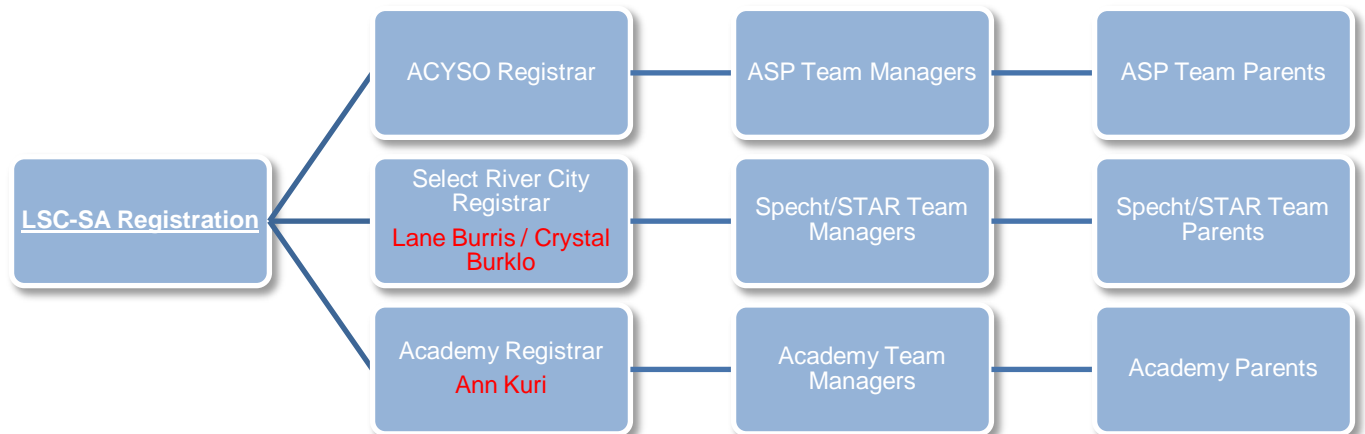 ACYSO Registrar
ASP Team Managers
ASP Team Parents
LSC-SA Registration
Select River City
Registrar
Lane Burris / Crystal
Burklo
Specht/STAR Team
Managers
Specht/STAR Team
Parents
Academy Registrar
Ann Kuri
Academy Team
Managers
Academy Parents